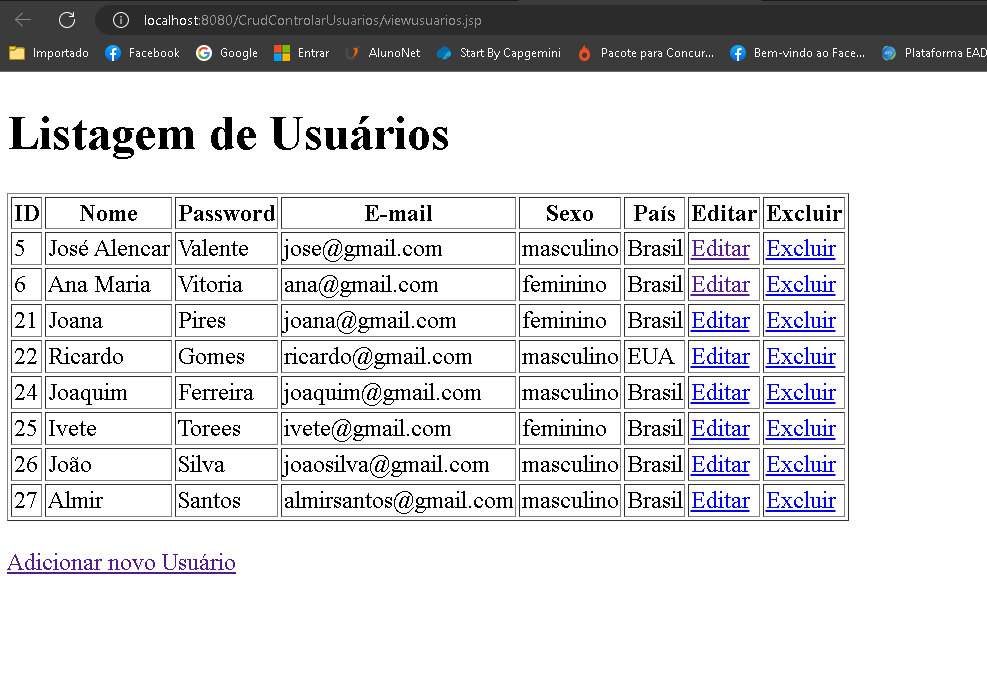 localhost:8080/CrudControlarUsuarios/viewusuarios.jsp
Importado Facebook Google Entrar AlunoNet Start By Capgemini Pacote para Concur... Bem-vindo ao Face... Plataforma EAD
Listagem de Usuários
ID Nome Password E-mail Sexo País Editar Excluir
5 José Alencar Valente jose@gmail.com masculino Brasil Editar Excluir
6 Ana Maria Vitoria ana@gmail.com feminino Brasil Editar Excluir
21 Joana Pires joana@gmail.com feminino Brasil Editar Excluir
22 Ricardo Gomes ricardo@gmail.com masculino EUA Editar Excluir
24 Joaquim Ferreira joaquim@gmail.com masculino Brasil Editar Excluir
25 Ivete Torees ivete@gmail.com feminino Brasil Editar Excluir
26 João Silva joaosilva@gmail.com masculino Brasil Editar Excluir
27 Almir Santos almirsantos@gmail.com masculino Brasil Editar Excluir
Adicionar novo Usuário